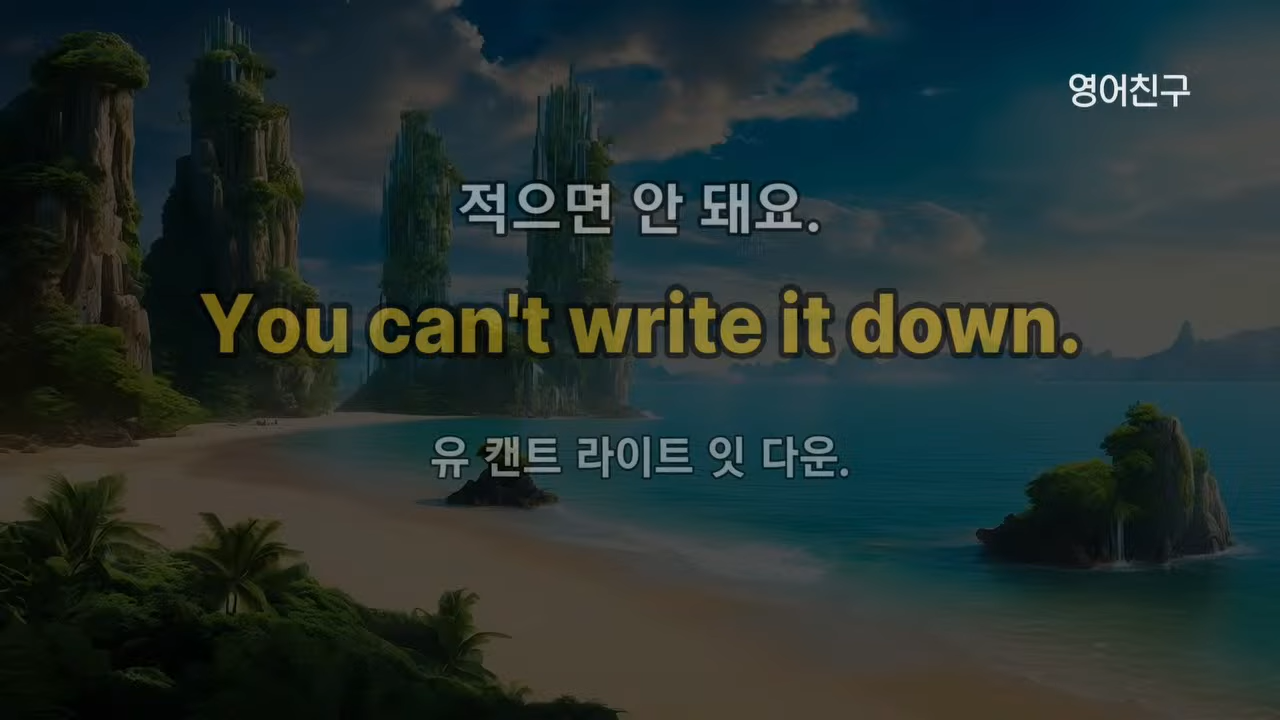 영어친구
적으면 안 돼요.
You can't write it down.
유 캔트 라이트 잇 다운.